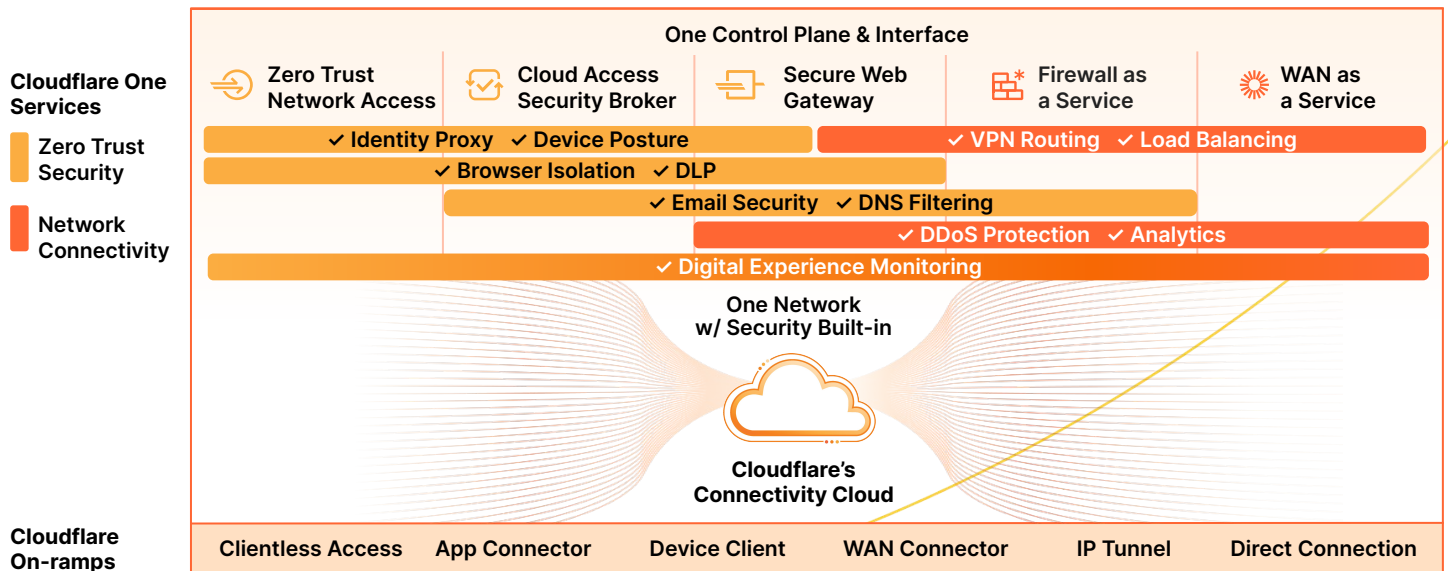 One Control Plane & Interface
Cloudflare One
Services
Zero Trust
Security
Network
Connectivity
Zero Trust
Network Access
Cloud Access
Security Broker
Secure Web
Gateway
Firewall as
a Service
WAN as
a Service
✓ Identity Proxy ✓ Device Posture
✓ VPN Routing ✓ Load Balancing
✓ Browser Isolation ✓ DLP
✓ Email Security ✓ DNS Filtering
✓ DDoS Protection ✓ Analytics
✓ Digital Experience Monitoring
One Network
w/ Security Built-in
Cloudflare’s
Connectivity Cloud
Cloudflare
On-ramps
Clientless Access
App Connector
Device Client
WAN Connector
IP Tunnel
Direct Connection